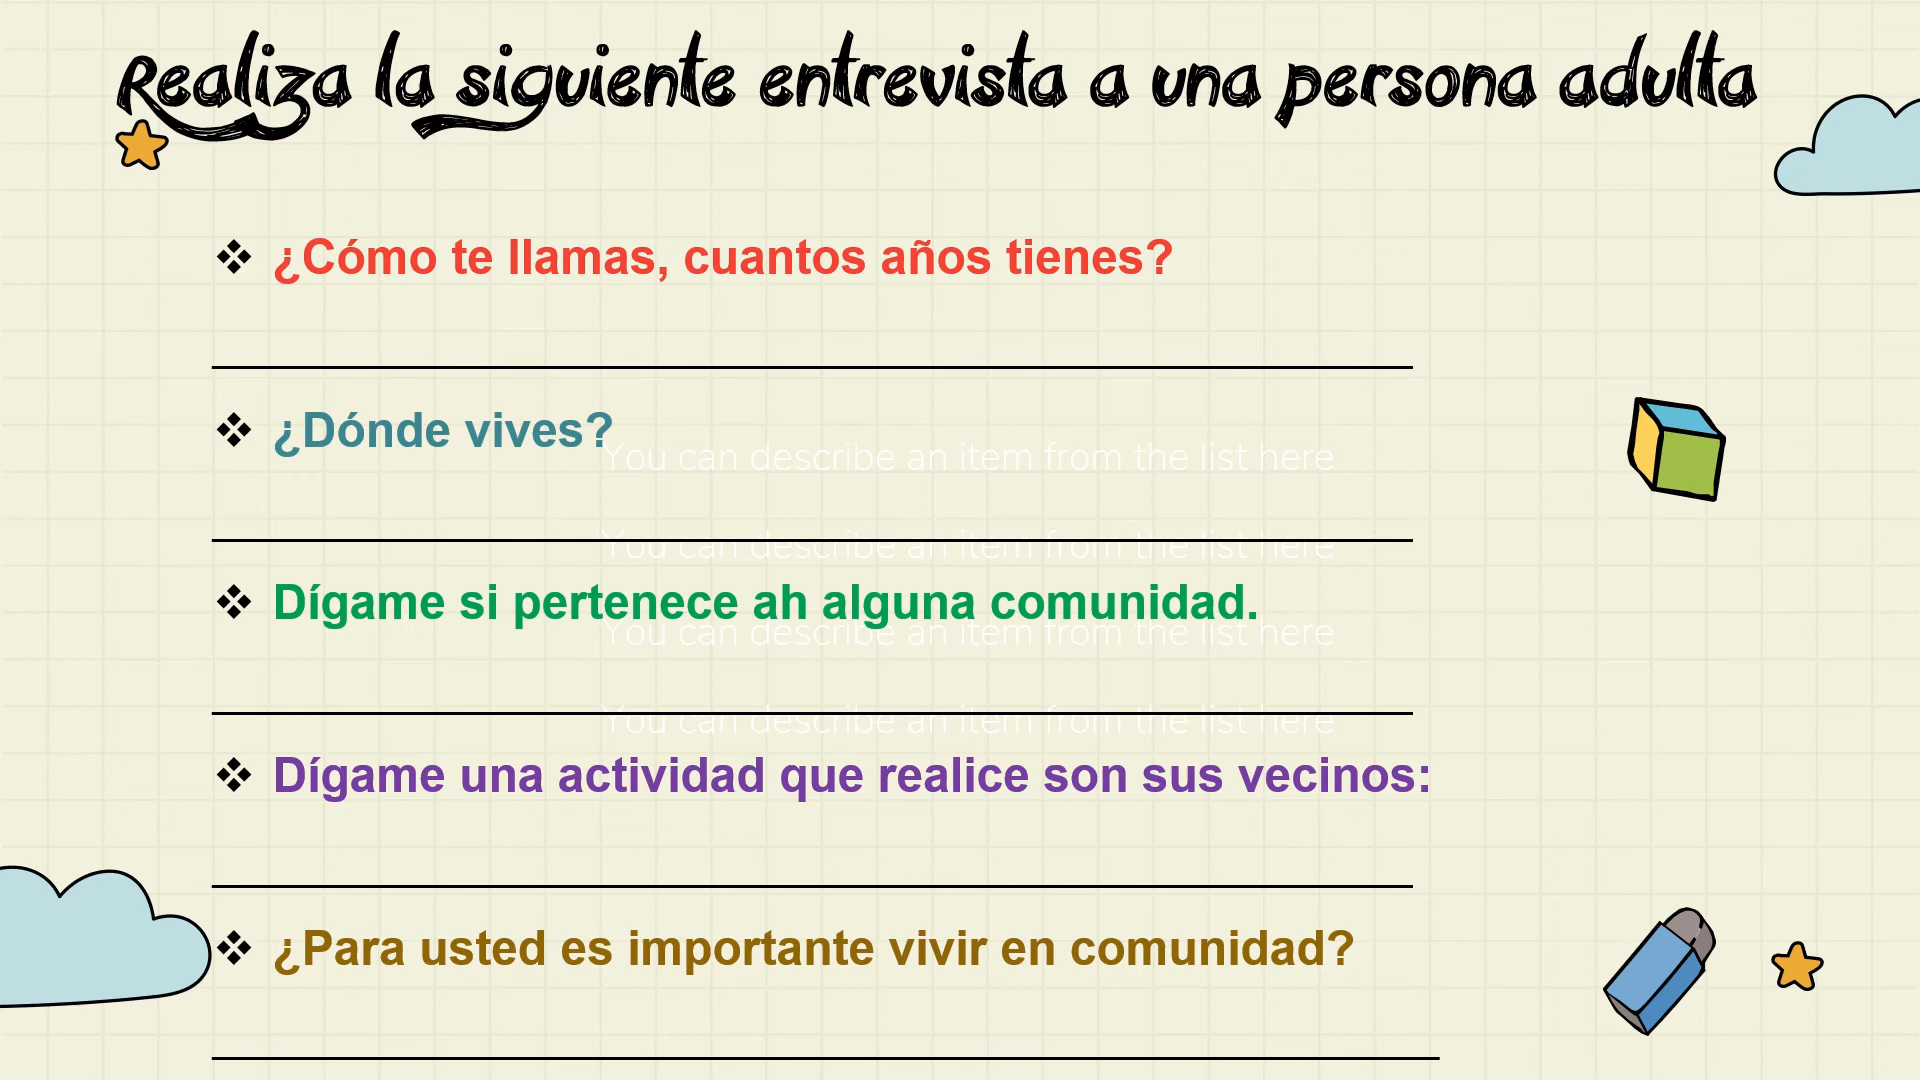 Realiza la siguiente entrevista a una persona adulta
❖ ¿Cómo te llamas, cuantos años tienes?
❖ ¿Dónde vives?
You can describe an item from the list here
You can describe an item from the list here
❖ Dígame si pertenece ah alguna comunidad.
You can describe an item from the list here
You can describe an item from the list here
❖ Dígame una actividad que realice son sus vecinos:
❖ ¿Para usted es importante vivir en comunidad?